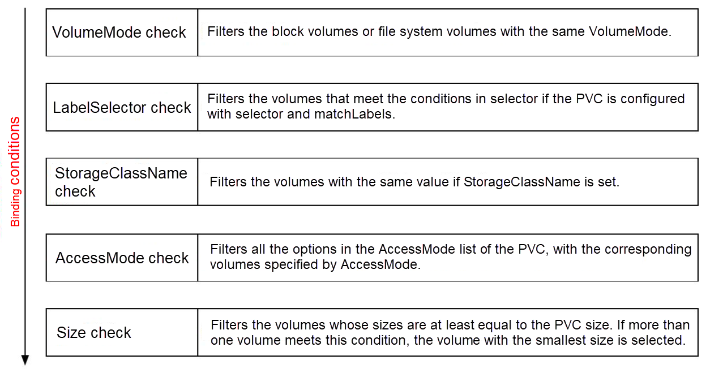 Binding conditions
VolumeMode check
Filters the block volumes or file system volumes with the same VolumeMode.
LabelSelector check
Filters the volumes that meet the conditions in selector if the PVC is configured
with selector and matchLabels.
StorageClassName
check
Filters the volumes with the same value if StorageClassName is set.
AccessMode check
Filters all the options in the AccessMode list of the PVC, with the corresponding
volumes specified by AccessMode.
Size check
Filters the volumes whose sizes are at least equal to the PVC size. If more than
one volume meets this condition, the volume with the smallest size is selected.